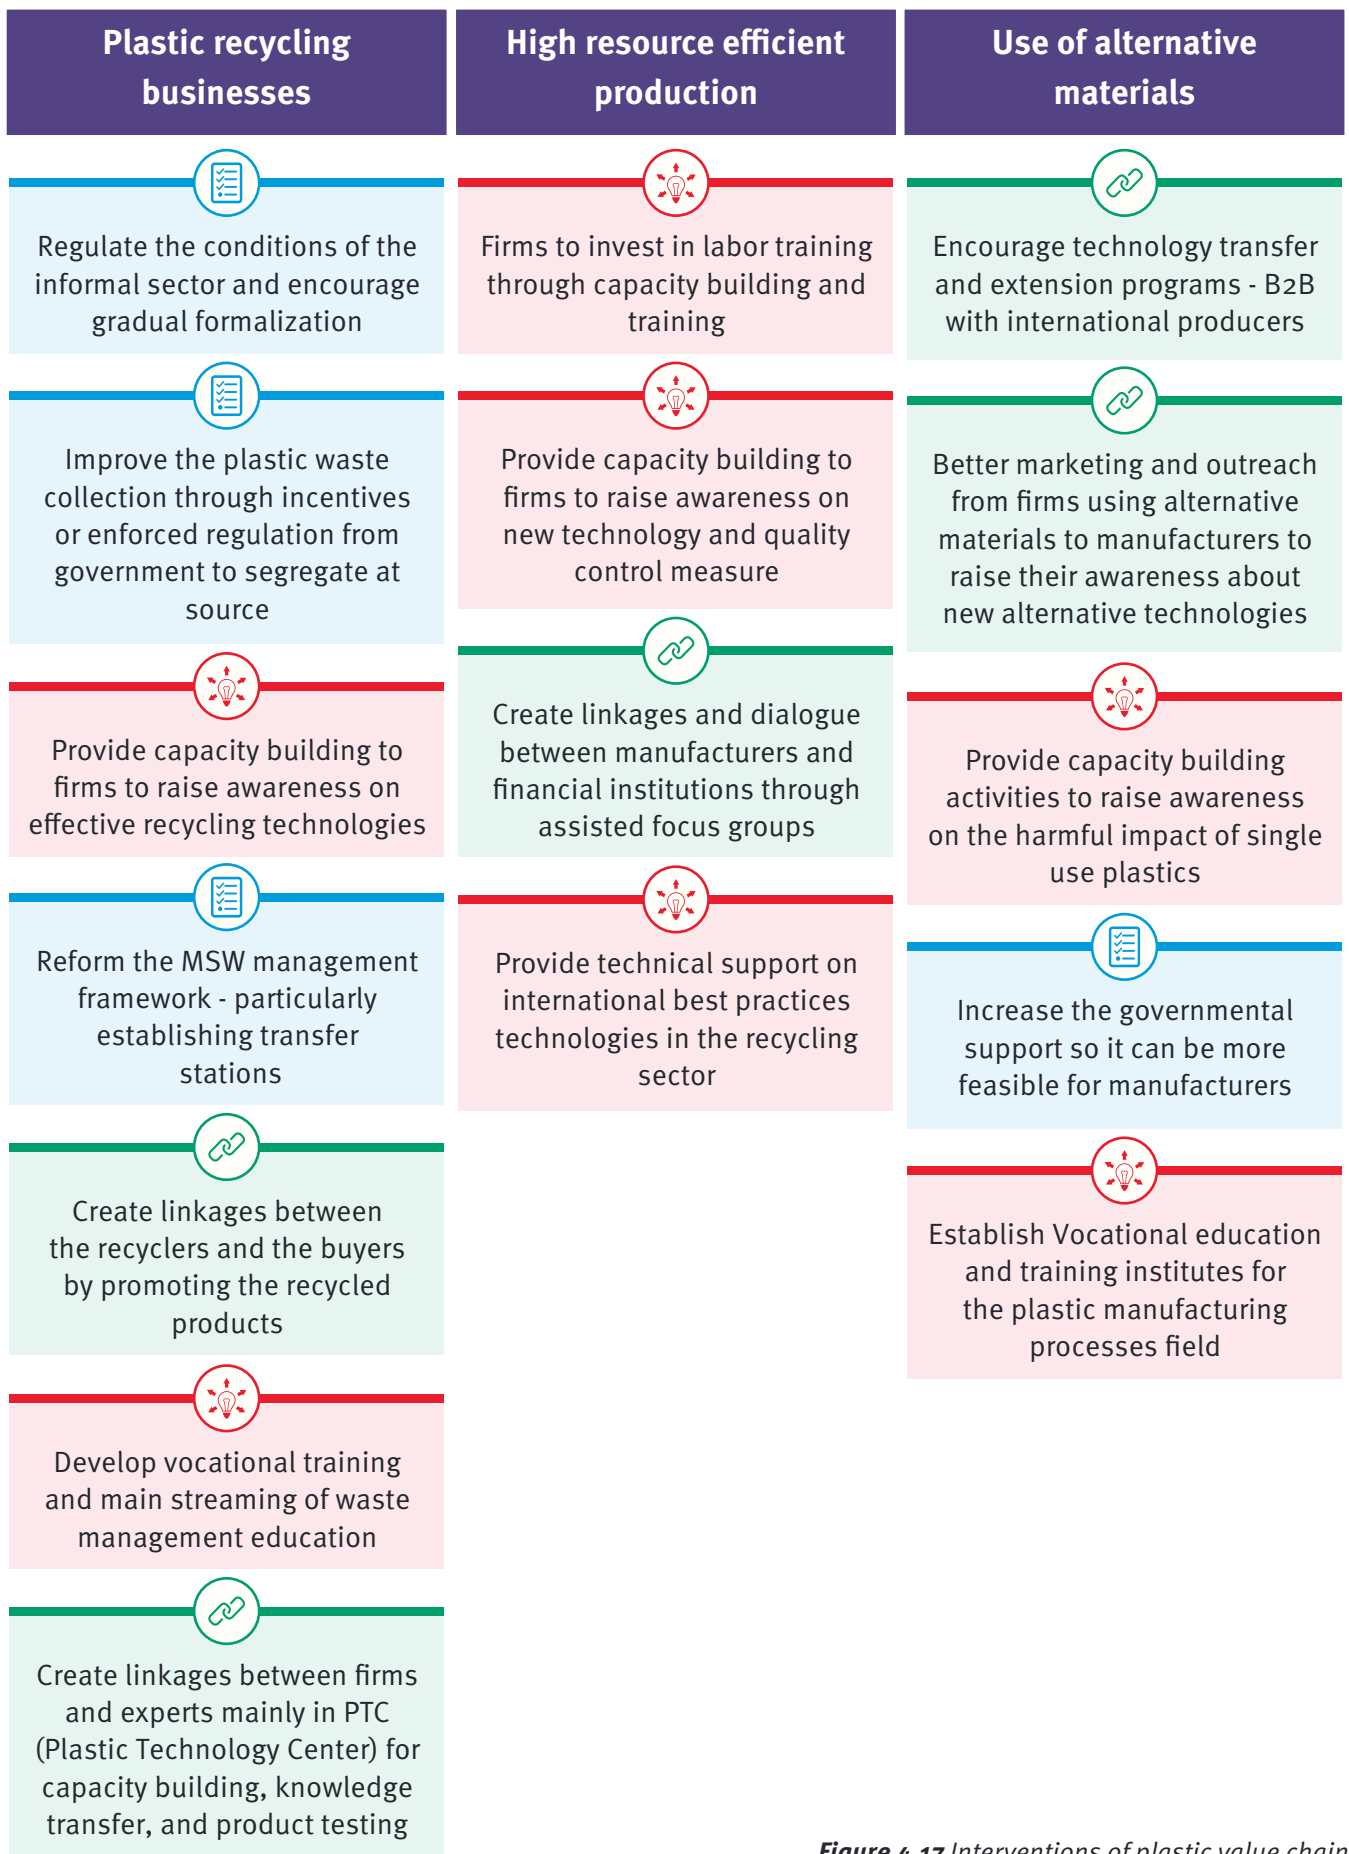 Plastic recycling
businesses
Regulate the conditions of the
informal sector and encourage
gradual formalization
Improve the plastic waste
collection through incentives
or enforced regulation from
government to segregate at
source
Provide capacity building to
firms to raise awareness on
effective recycling technologies
Reform the MSW management
framework - particularly
establishing transfer
stations
Create linkages between
the recyclers and the buyers
by promoting the recycled
products
Develop vocational training
and main streaming of waste
management education
Create linkages between firms
and experts mainly in PTC
(Plastic Technology Center) for
capacity building, knowledge
transfer, and product testing
High resource efficient
production
Firms to invest in labor training
through capacity building and
training
Provide capacity building to
firms to raise awareness on
new technology and quality
control measure
Create linkages and dialogue
between manufacturers and
financial institutions through
assisted focus groups
Provide technical support on
international best practices
technologies in the recycling
sector
Use of alternative
materials
Encourage technology transfer
and extension programs - B2B
with international producers
Better marketing and outreach
from firms using alternative
materials to manufacturers to
raise their awareness about
new alternative technologies
Provide capacity building
activities to raise awareness
on the harmful impact of single
use plastics
Increase the governmental
support so it can be more
feasible for manufacturers
Establish Vocational education
and training institutes for
the plastic manufacturing
processes field
Figure 4.17 Interventions of plastic value chain